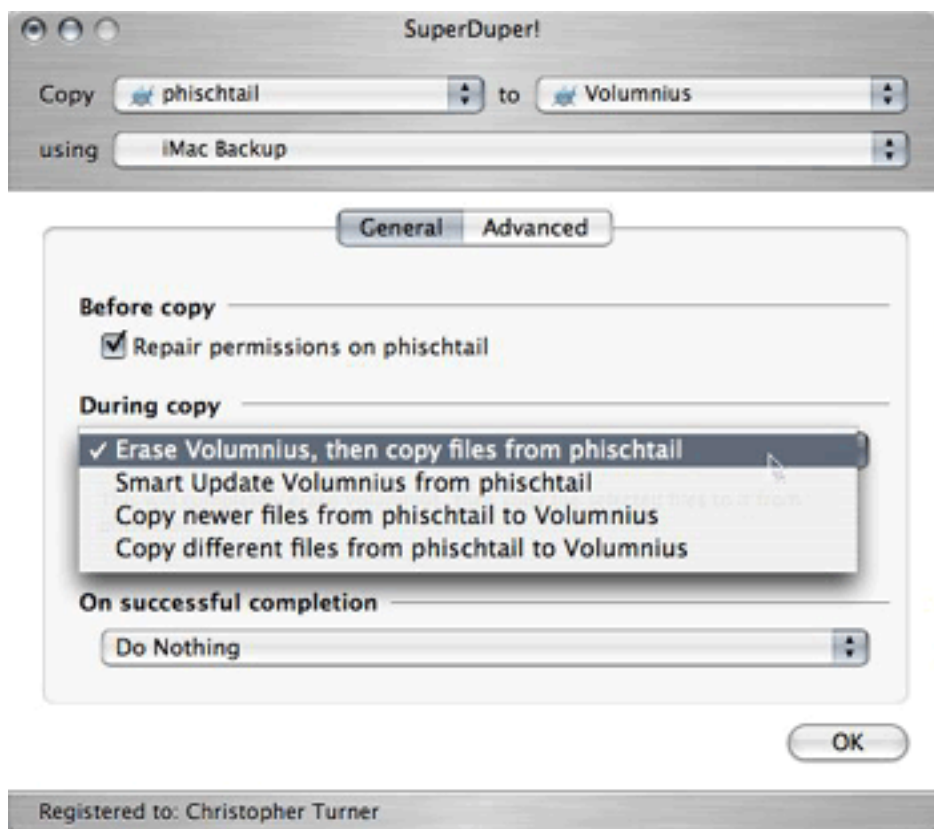 SuperDuper!
Copy phischtail to Volumnius
using iMac Backup
General Advanced
Before copy
Repair permissions on phischtail
During copy
✓ Erase Volumnius, then copy files from phischtail
Smart Update Volumnius from phischtail
Copy newer files from phischtail to Volumnius
Copy different files from phischtail to Volumnius
On successful completion
Do Nothing
OK
Registered to: Christopher Turner